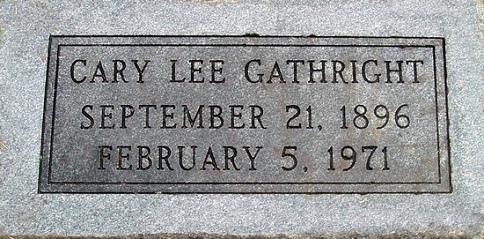 CARY LEE GATHRIGHT
SEPTEMBER 21, 1896
FEBRUARY 5, 1971